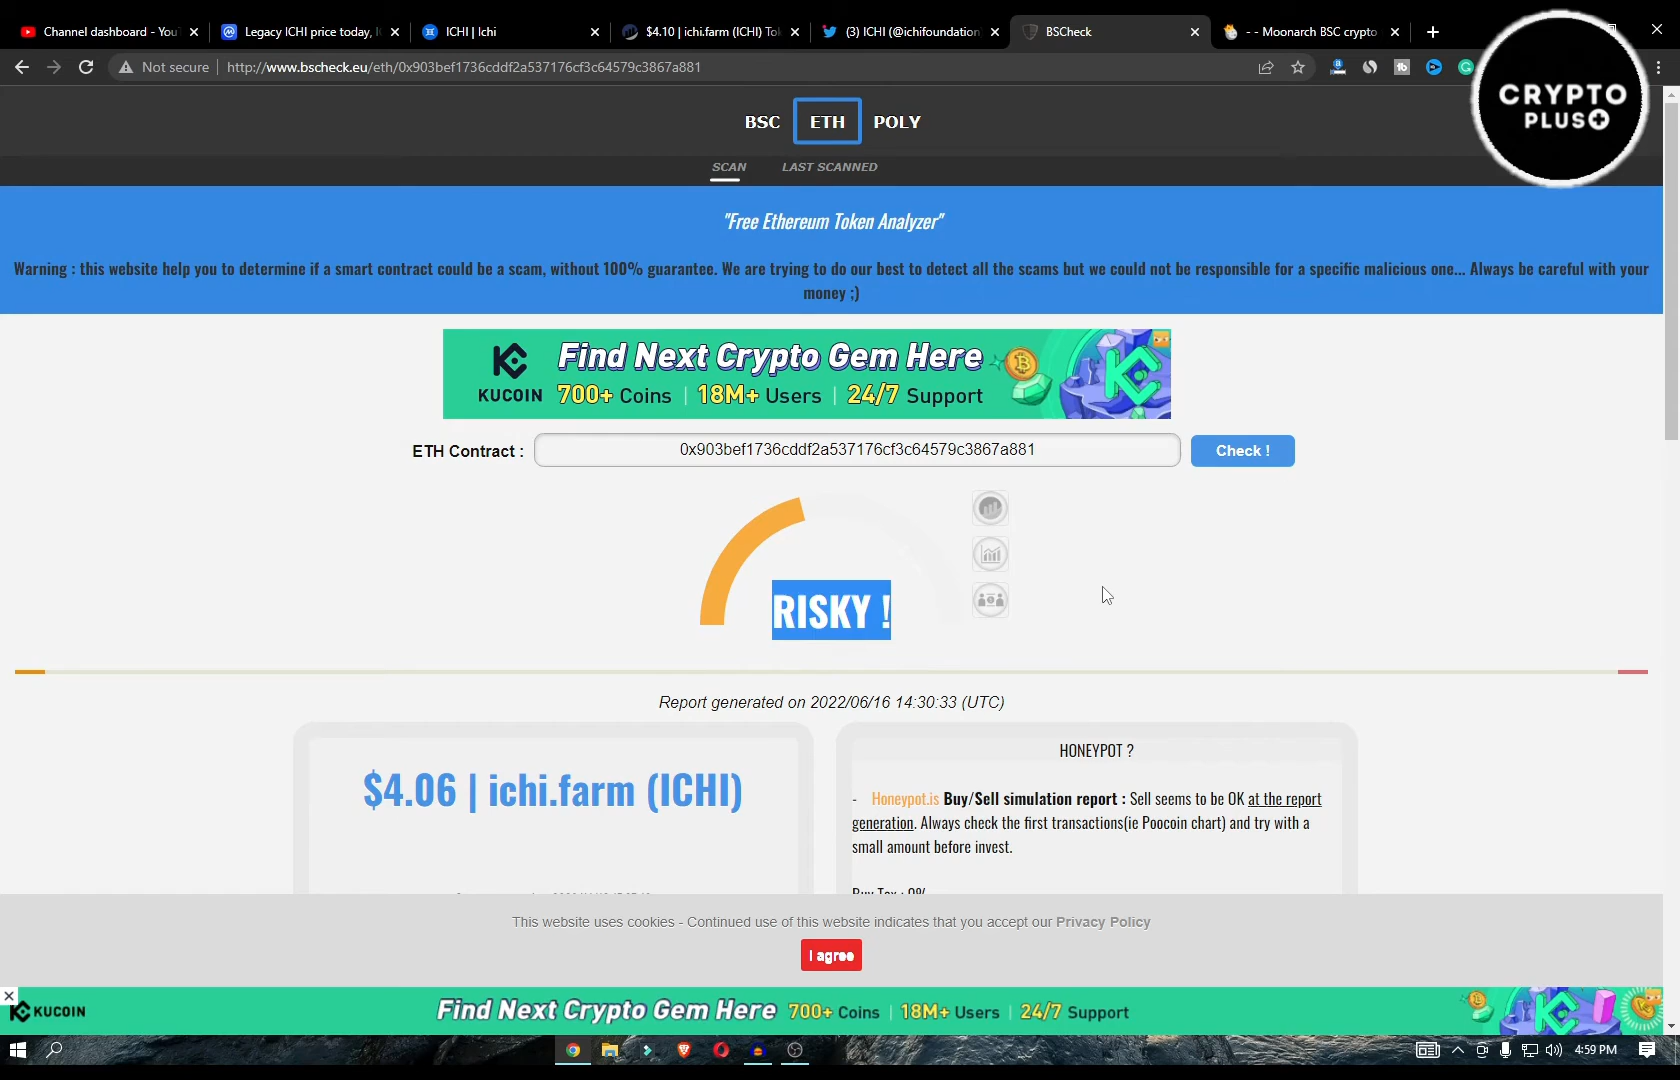 Channel dashboard - You
Legacy ICHI price today, I
ICHI | Ichi
$4.10 | ichi.farm (ICHI) To
(3) ICHI (@ichifoundation
BSCheck
- - Moonarch BSC crypto
Not secure
http://www.bscheck.eu/eth/0x903bef1736cddf2a537176cf3c64579c3867a881
CRYPTO
PLUS
BSC
ETH
POLY
SCAN
LAST SCANNED
"Free Ethereum Token Analyzer"
Warning : this website help you to determine if a smart contract could be a scam, without 100% guarantee. We are trying to do our best to detect all the scams but we could not be responsible for a specific malicious one... Always be careful with your
money ;)
KUCOIN
Find Next Crypto Gem Here
700+ Coins | 18M+ Users | 24/7 Support
ETH Contract :
0x903bef1736cddf2a537176cf3c64579c3867a881
Check !
RISKY !
Report generated on 2022/06/16 14:30:33 (UTC)
$4.06 | ichi.farm (ICHI)
HONEYPOT ?
- Honeypot.is Buy/Sell simulation report : Sell seems to be OK at the report
generation. Always check the first transactions(ie Poocoin chart) and try with a
small amount before invest.
Buy Tax : 0%
This website uses cookies - Continued use of this website indicates that you accept our Privacy Policy
I agree
KUCOIN
Find Next Crypto Gem Here 700+ Coins | 18M+ Users | 24/7 Support
4:59 PM